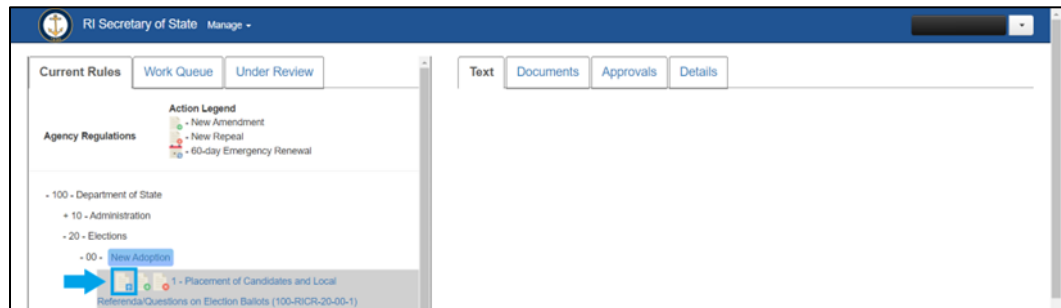 RI Secretary of State Manage
Current Rules Work Queue Under Review
Text Documents Approvals Details
Action Legend
- New Amendment
Agency Regulations
- New Repeal
- 60-day Emergency Renewal
- 100 - Department of State
+ 10 - Administration
- 20 - Elections
- 00 - New Adoption
1 - Placement of Candidates and Local
Referenda/Questions on Election Ballots (100-RICR-20-00-1)